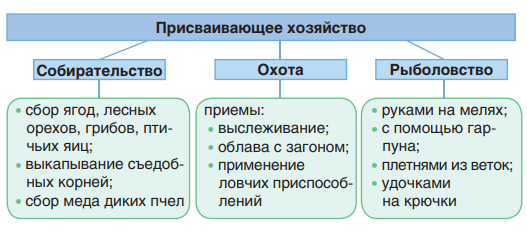 Присваивающее хозяйство
Собирательство
• сбор ягод, лесных
орехов, грибов, пти-
чьих яиц;
• выкапывание съедоб-
ных корней;
• сбор меда диких пчел
Охота
приемы:
• выслеживание;
• облава с загоном;
• применение
ловчих приспособ-
лений
Рыболовство
• руками на мелях;
• с помощью гар-
пуна;
• плетнями из веток;
• удочками
на крючки